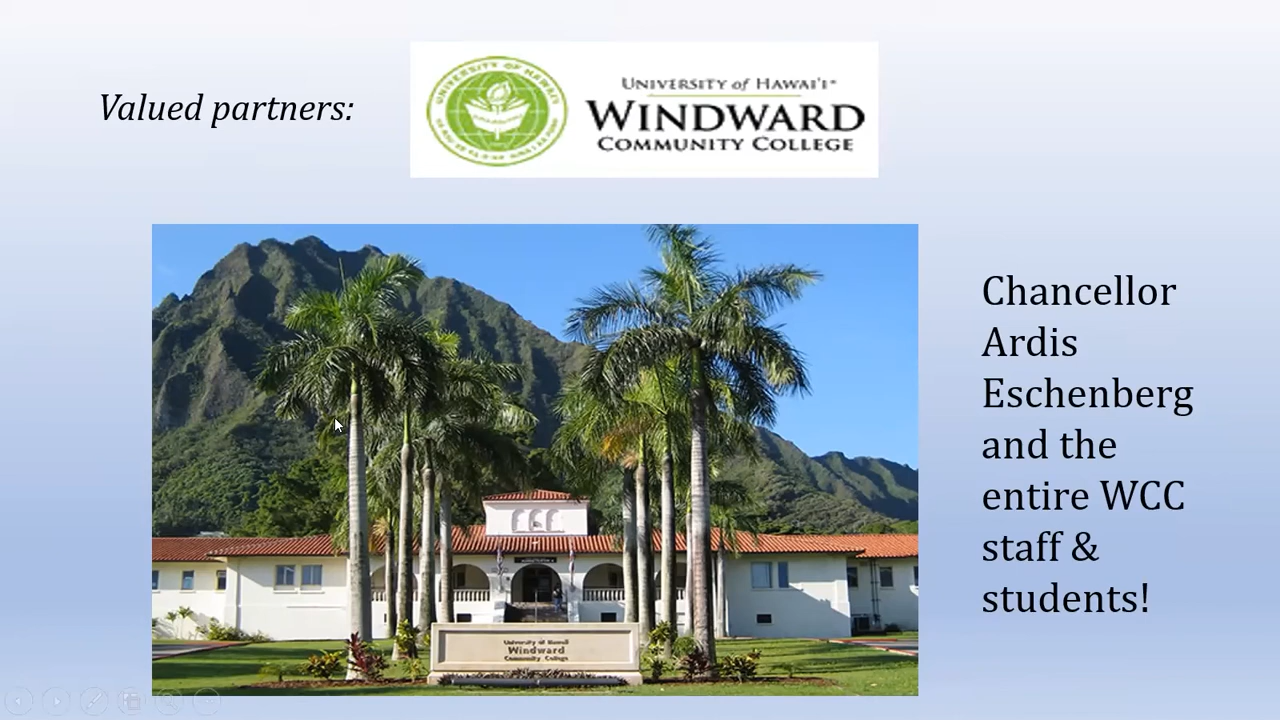 Valued partners:
UNIVERSITY of HAWAI'I
WINDWARD
COMMUNITY COLLEGE
Chancellor
Ardis
Eschenberg
and the
entire WCC
staff &
students!
University of Hawaii
Windward
Community College